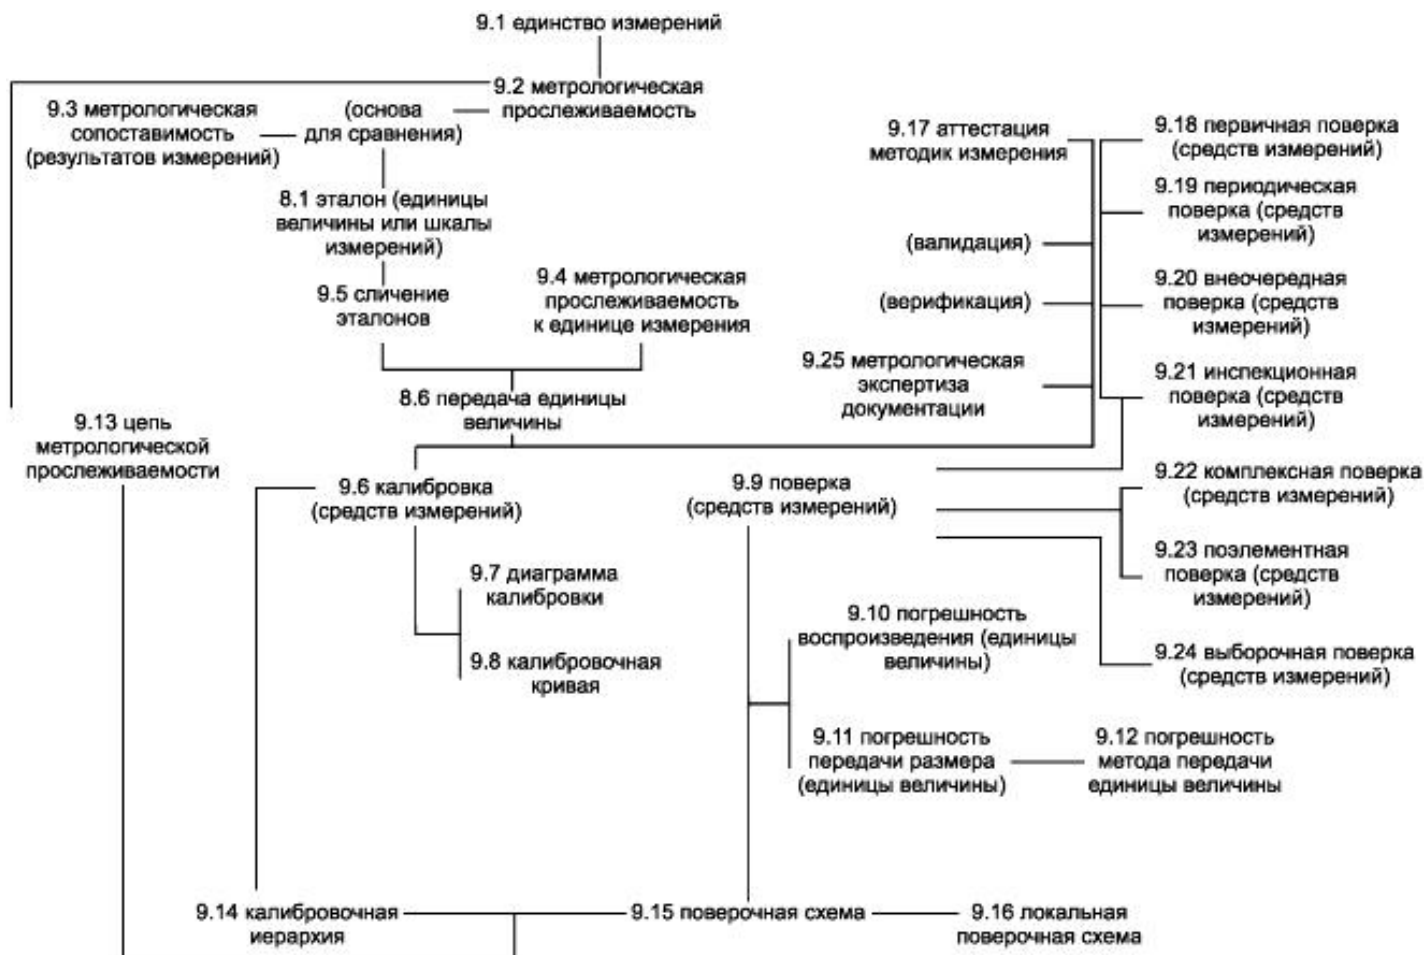 9.1 единство измерений
9.2 метрологическая
прослеживаемость
9.3 метрологическая
сопоставимость
(результатов измерений)
(основа
для сравнения)
8.1 эталон (единицы
величины или шкалы
измерений)
9.5 сличение
эталонов
9.4 метрологическая
прослеживаемость
к единице измерения
8.6 передача единицы
величины
9.13 цепь
метрологической
прослеживаемости
9.17 аттестация
методик измерения
(валидация)
(верификация)
9.25 метрологическая
экспертиза
документации
9.18 первичная поверка
(средств измерений)
9.19 периодическая
поверка (средств
измерений)
9.20 внеочередная
поверка (средств
измерений)
9.21 инспекционная
поверка (средств
измерений)
9.22 комплексная поверка
(средств измерений)
9.23 поэлементная
поверка (средств
измерений)
9.24 выборочная поверка
(средств измерений)
9.6 калибровка
(средств измерений)
9.9 поверка
(средств измерений)
9.7 диаграмма
калибровки
9.8 калибровочная
кривая
9.10 погрешность
воспроизведения (единицы
величины)
9.11 погрешность
передачи размера
(единицы величины)
9.12 погрешность
метода передачи
единицы величины
9.14 калибровочная
иерархия
9.15 поверочная схема
9.16 локальная
поверочная схема